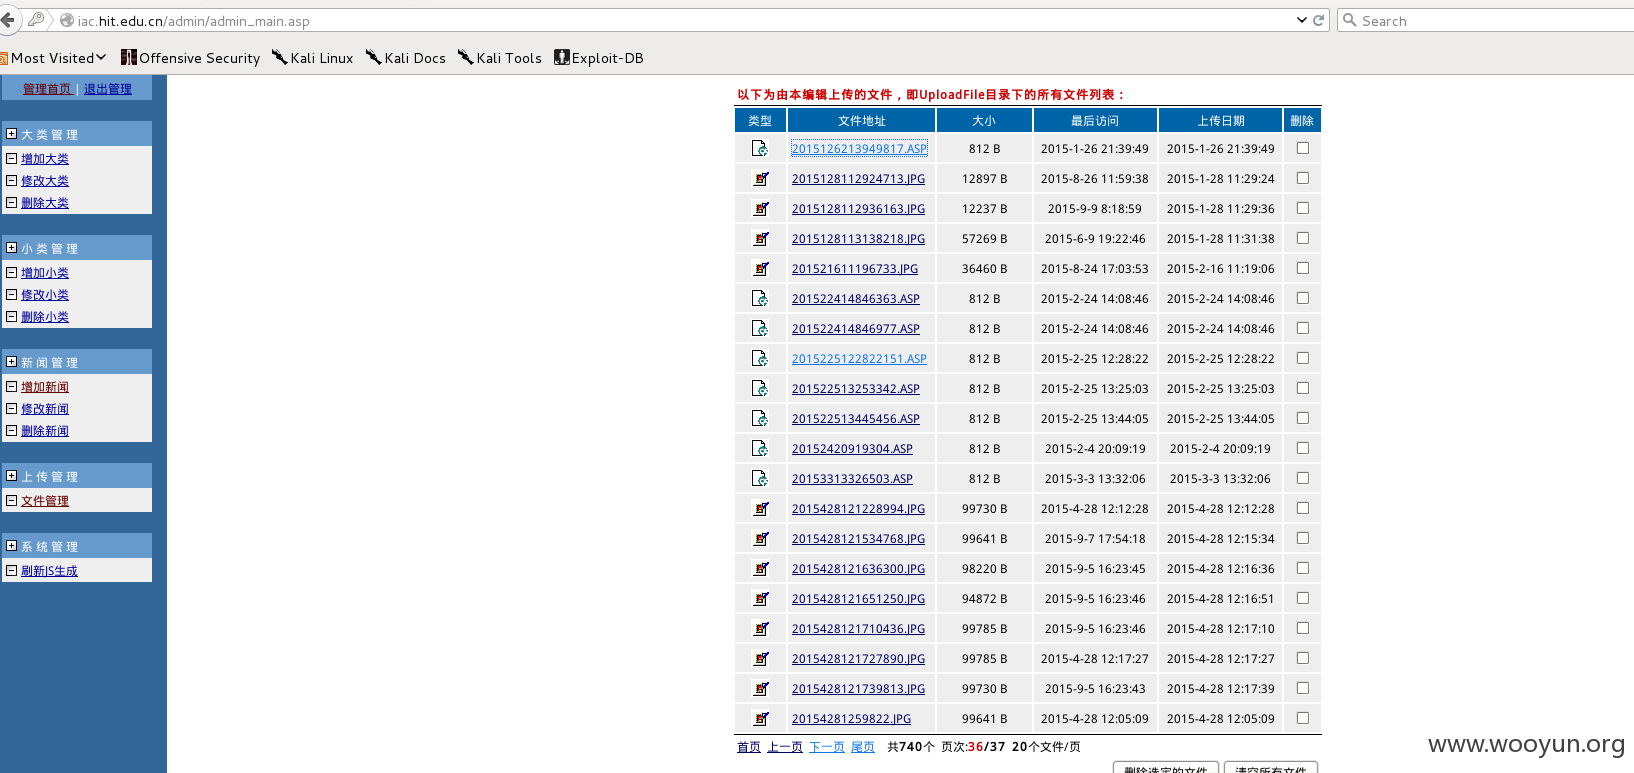 iac.hit.edu.cn/admin/admin_main.asp
Search
Most Visited Offensive Security Kali Linux Kali Docs Kali Tools Exploit-DB
管理首页 | 退出管理
大类管理
增加大类
修改大类
删除大类
小类管理
增加小类
修改小类
删除小类
新闻管理
增加新闻
修改新闻
删除新闻
上传管理
文件管理
系统管理
刷新JS生成
以下为由本编辑上传的文件，即UploadFile目录下的所有文件列表：
类型 文件地址 大小 最后访问 上传日期 删除
2015126213949817.ASP 812 B 2015-1-26 21:39:49 2015-1-26 21:39:49
2015128112924713.JPG 12897 B 2015-8-26 11:59:38 2015-1-28 11:29:24
2015128112936163.JPG 12237 B 2015-9-9 8:18:59 2015-1-28 11:29:36
2015128113138218.JPG 57269 B 2015-6-9 19:22:46 2015-1-28 11:31:38
201521611196733.JPG 36460 B 2015-8-24 17:03:53 2015-2-16 11:19:06
201522414846363.ASP 812 B 2015-2-24 14:08:46 2015-2-24 14:08:46
201522414846977.ASP 812 B 2015-2-24 14:08:46 2015-2-24 14:08:46
2015225122822151.ASP 812 B 2015-2-25 12:28:22 2015-2-25 12:28:22
201522513253342.ASP 812 B 2015-2-25 13:25:03 2015-2-25 13:25:03
201522513445456.ASP 812 B 2015-2-25 13:44:05 2015-2-25 13:44:05
20152420919304.ASP 812 B 2015-2-4 20:09:19 2015-2-4 20:09:19
20153313326503.ASP 812 B 2015-3-3 13:32:06 2015-3-3 13:32:06
2015428121228994.JPG 99730 B 2015-4-28 12:12:28 2015-4-28 12:12:28
2015428121534768.JPG 99641 B 2015-9-7 17:54:18 2015-4-28 12:15:34
2015428121636300.JPG 98220 B 2015-9-5 16:23:45 2015-4-28 12:16:36
2015428121651250.JPG 94872 B 2015-9-5 16:23:46 2015-4-28 12:16:51
2015428121710436.JPG 99785 B 2015-9-5 16:23:46 2015-4-28 12:17:10
2015428121727890.JPG 99785 B 2015-4-28 12:17:27 2015-4-28 12:17:27
2015428121739813.JPG 99730 B 2015-9-5 16:23:43 2015-4-28 12:17:39
20154281259822.JPG 99641 B 2015-4-28 12:05:09 2015-4-28 12:05:09
首页 上一页 下一页 尾页 共740个 页次:36/37 20个文件/页
删除选定的文件 清空所有文件
www.wooyun.org